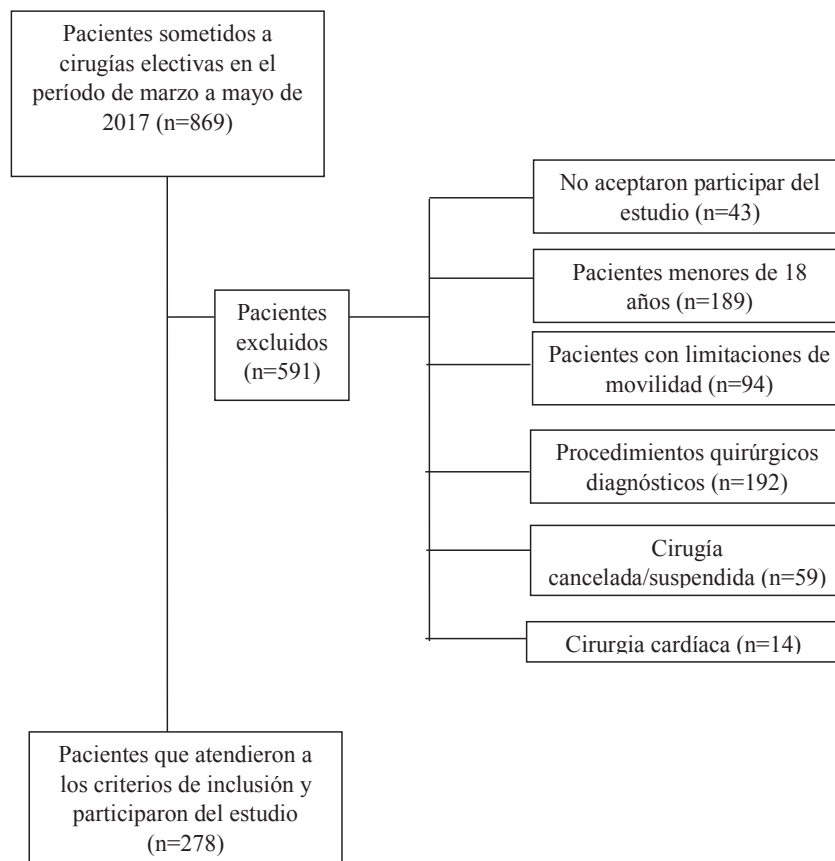 Pacientes sometidos a
cirugías electivas en el
período de marzo a mayo de
2017 (n=869)
No aceptaron participar del
estudio (n=43)
Pacientes menores de 18
años (n=189)
Pacientes
excluidos
(n=591)
Pacientes con limitaciones de
movilidad (n=94)
Procedimientos quirúrgicos
diagnósticos (n=192)
Cirugía
cancelada/suspendida (n=59)
Cirurgia cardíaca (n=14)
Pacientes que atendieron a
los criterios de inclusión y
participaron del estudio
(n=278)